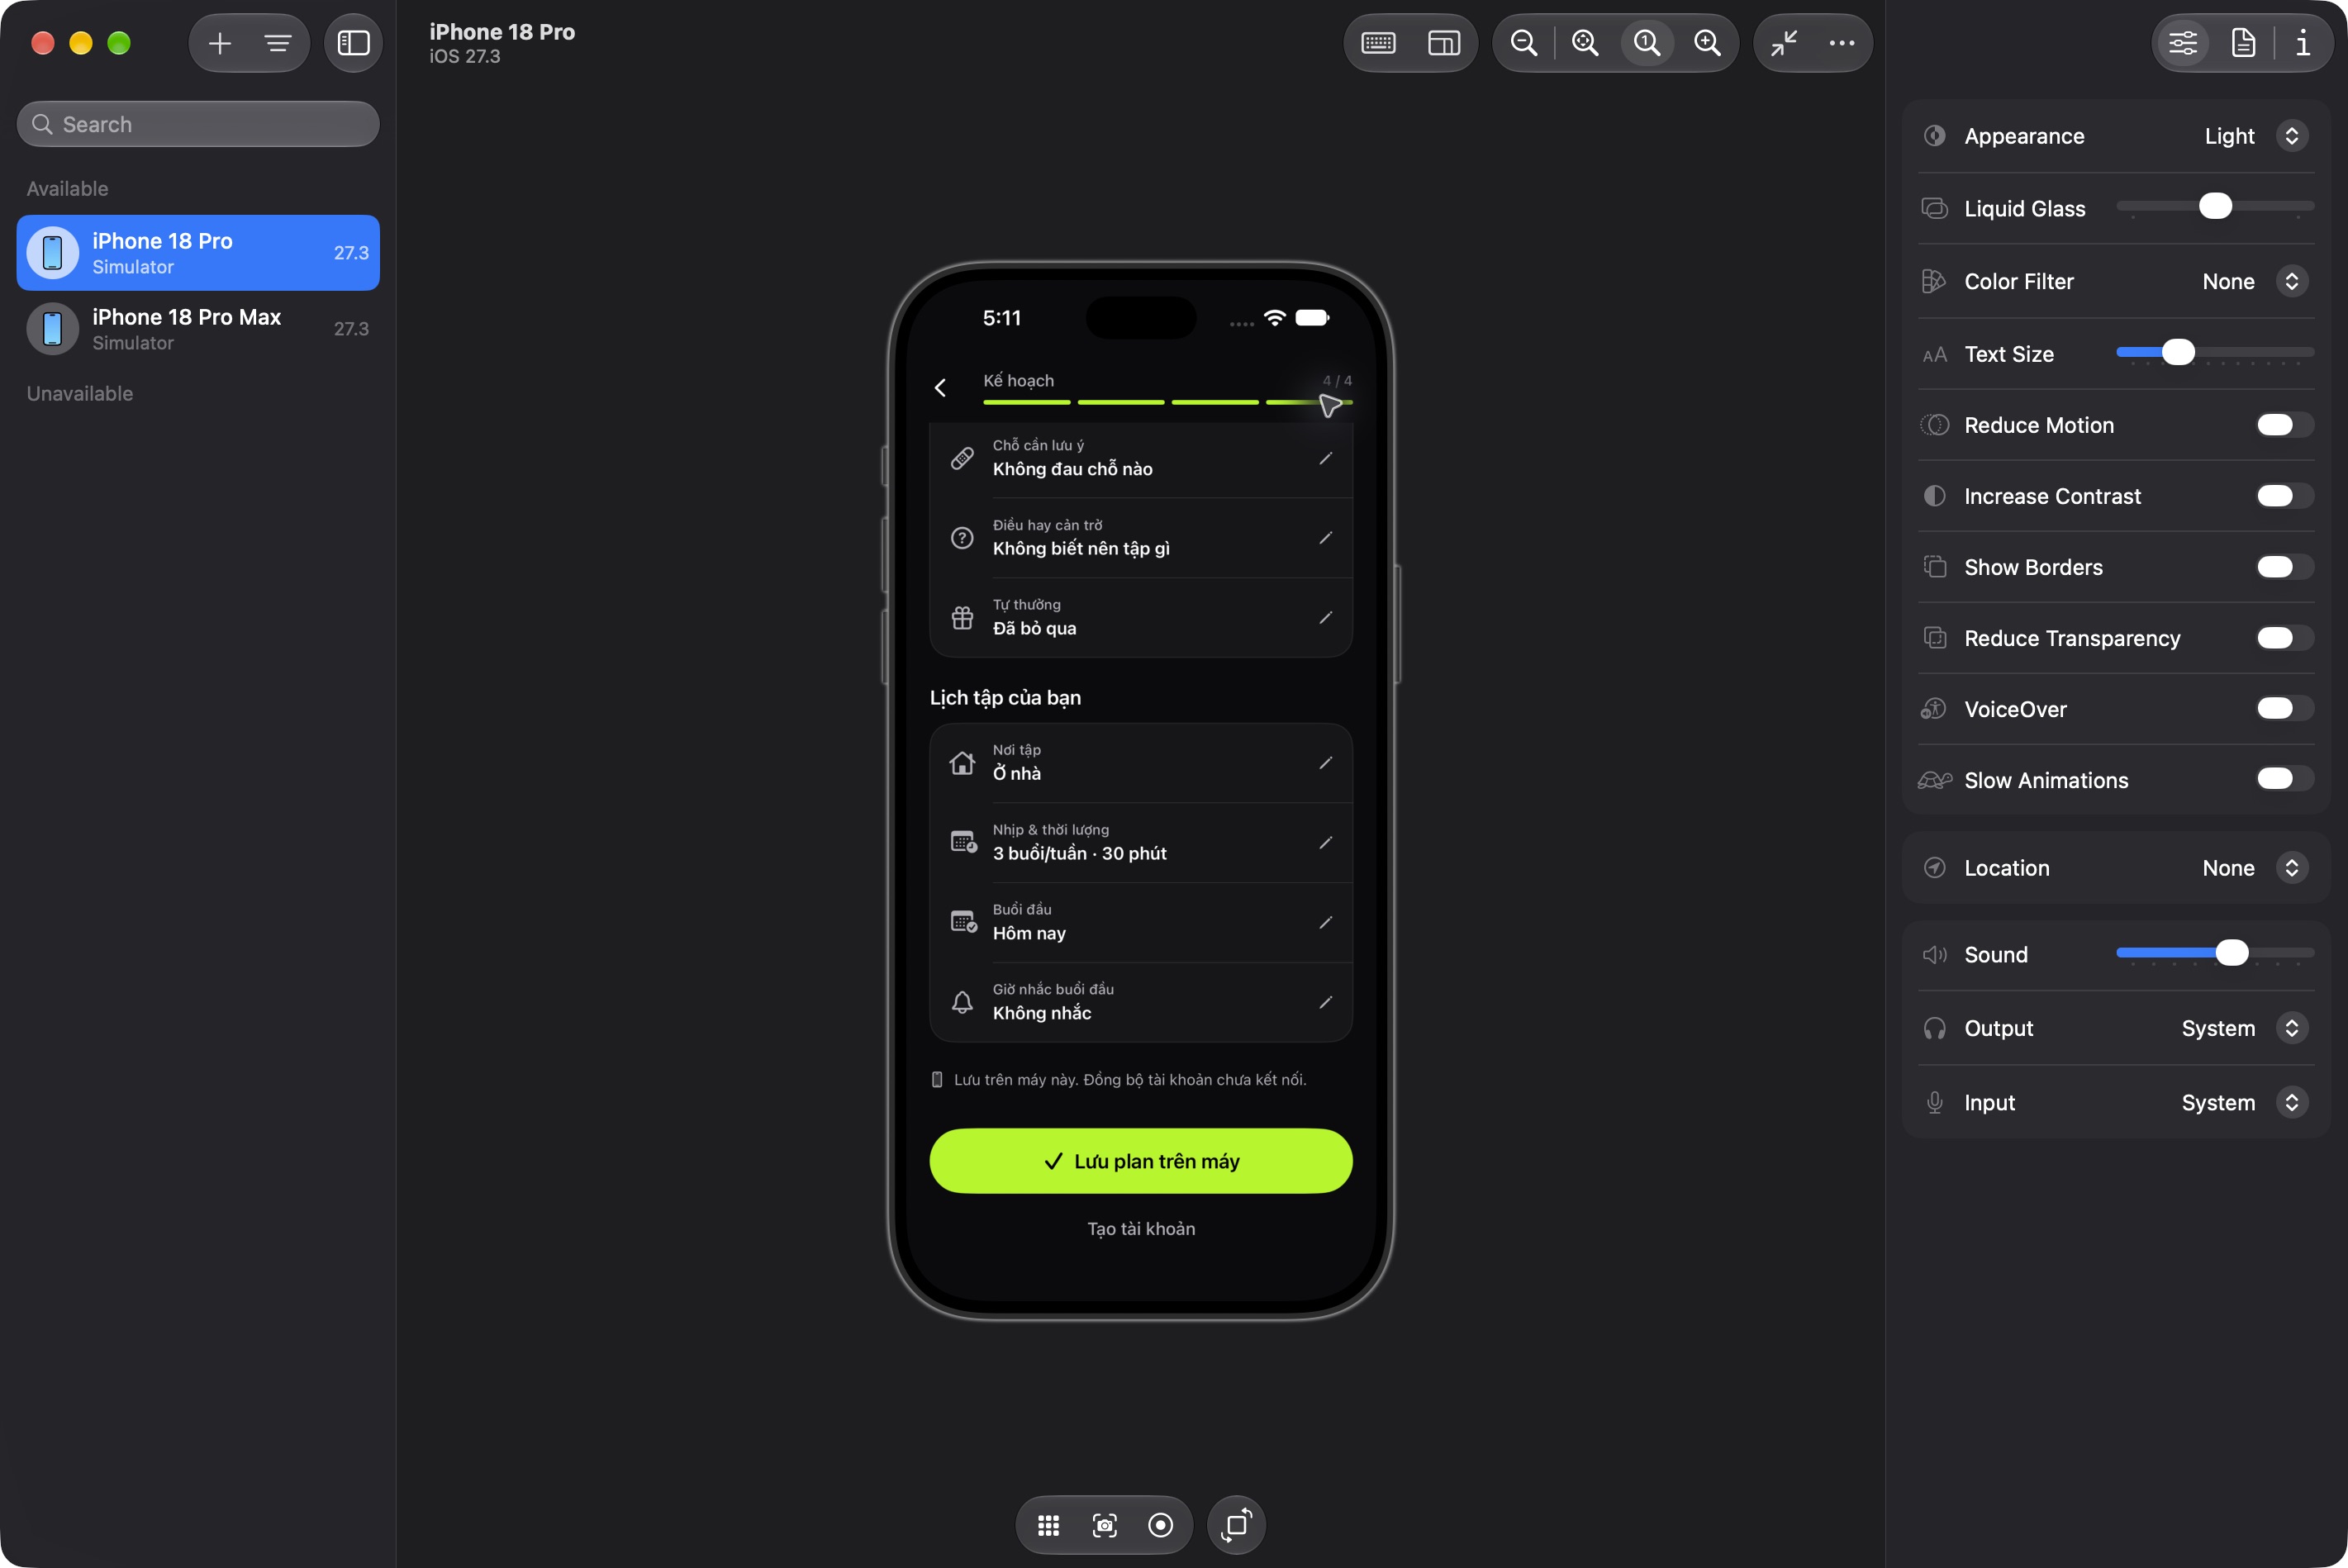 iPhone 18 Pro
iOS 27.3
Search
Available
iPhone 18 Pro
Simulator
27.3
iPhone 18 Pro Max
Simulator
27.3
Unavailable
5:11
Kế hoạch
4 / 4
Chỗ cần lưu ý
Không đau chỗ nào
Điều hay cản trở
Không biết nên tập gì
Tự thưởng
Đã bỏ qua
Lịch tập của bạn
Nơi tập
Ở nhà
Nhịp & thời lượng
3 buổi/tuần · 30 phút
Buổi đầu
Hôm nay
Giờ nhắc buổi đầu
Không nhắc
Lưu trên máy này. Đồng bộ tài khoản chưa kết nối.
Lưu plan trên máy
Tạo tài khoản
Appearance
Light
Liquid Glass
Color Filter
None
Text Size
Reduce Motion
Increase Contrast
Show Borders
Reduce Transparency
VoiceOver
Slow Animations
Location
None
Sound
Output
System
Input
System